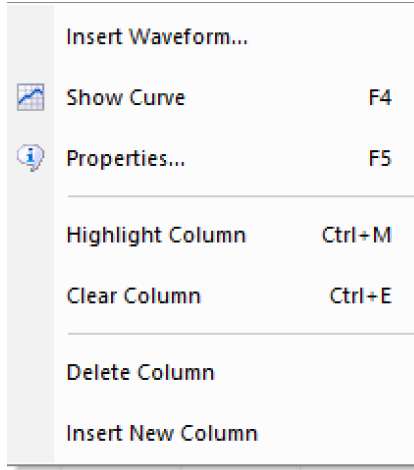 Insert Waveform...
Show Curve F4
Properties... F5
Highlight Column Ctrl+M
Clear Column Ctrl+E
Delete Column
Insert New Column